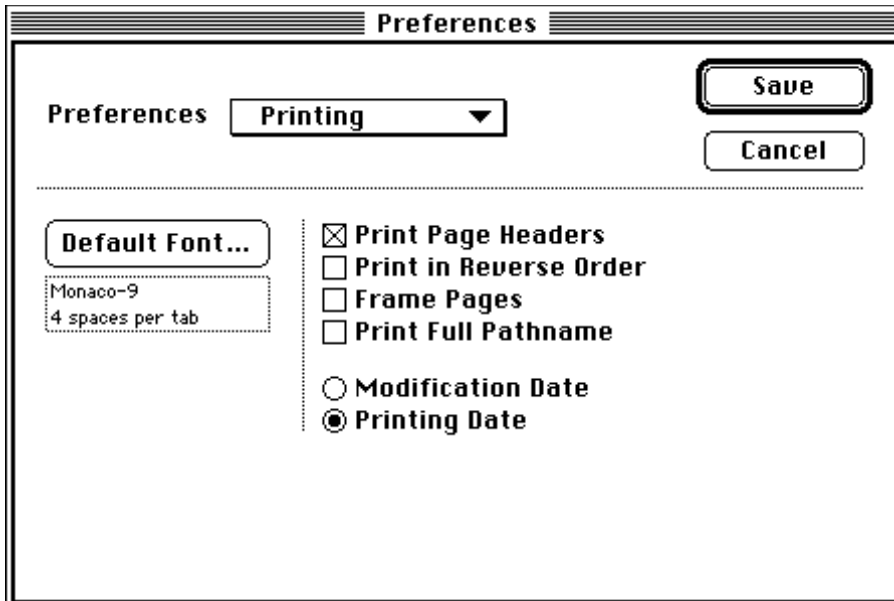 Preferences
Save
Preferences Printing
Cancel
Default Font...
Monaco-9
4 spaces per tab
Print Page Headers
Print in Reverse Order
Frame Pages
Print Full Pathname
Modification Date
Printing Date